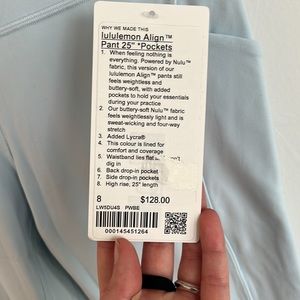 WHY WE MADE THIS
lululemon Align™
Pant 25" *Pockets
1. When feeling nothing is
everything. Powered by Nulu™
fabric, this version of our
lululemon Align™ pants still
feels weightless and
buttery-soft, with added
pockets to hold your essentials
during your practice
2. Our buttery-soft Nulu™ fabric
feels weightlessly light and is
sweat-wicking and four-way
stretch
3. Added Lycra®
4. This colour is lined for
comfort and coverage
5. Waistband lies flat
dig in
6. Back drop-in pocket
7. Side drop-in pockets
8. High rise, 25" length
8 $128.00
LW5DU4S PWBE
000145451264